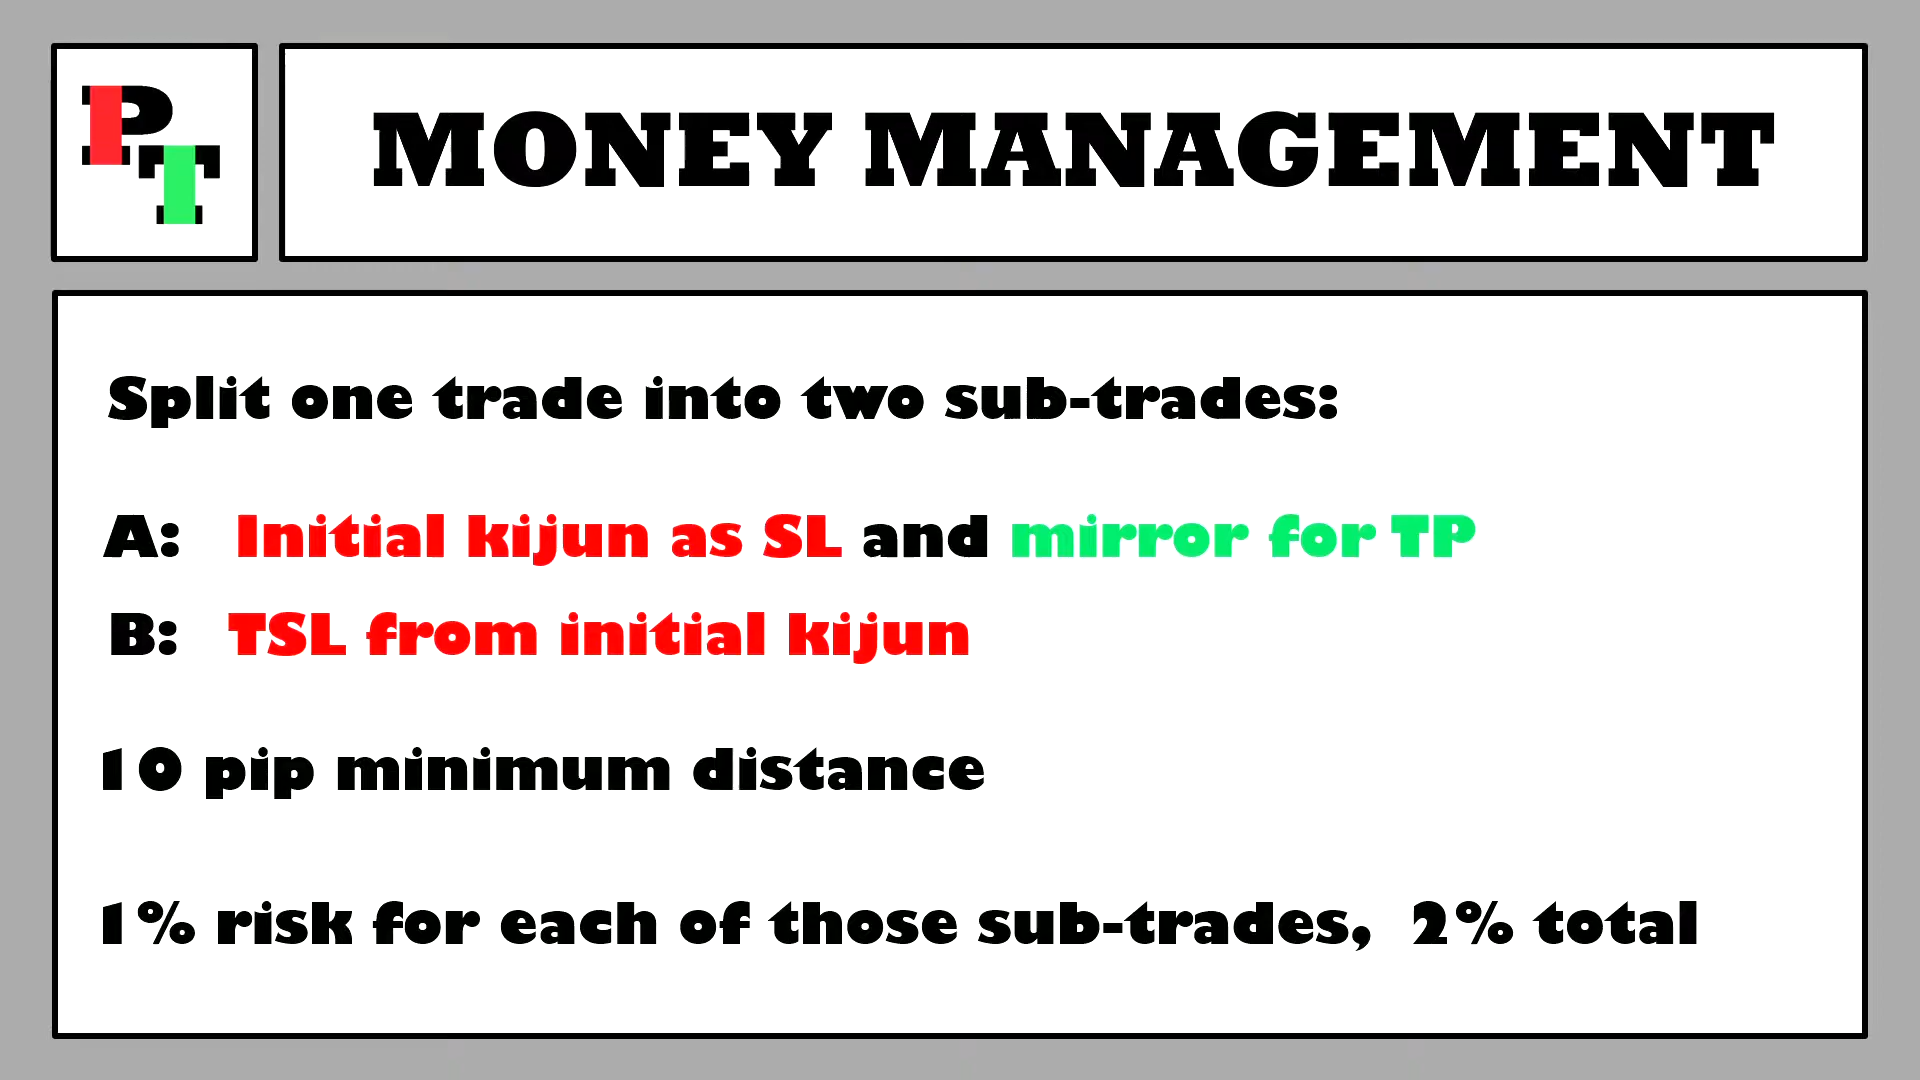 PT
MONEY MANAGEMENT
Split one trade into two sub-trades:
A: Initial kijun as SL and mirror for TP
B: TSL from initial kijun
10 pip minimum distance
1% risk for each of those sub-trades, 2% total